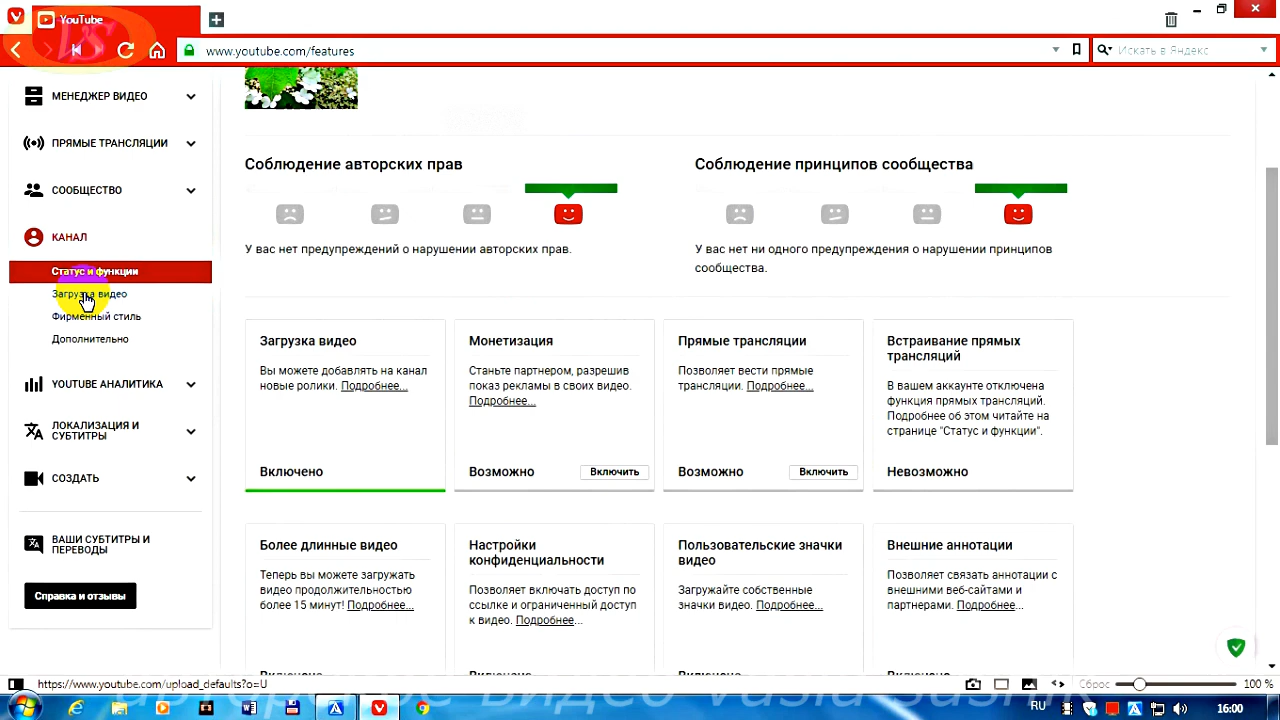 YouTube
www.youtube.com/features
Искать в Яндекс
МЕНЕДЖЕР ВИДЕО
ПРЯМЫЕ ТРАНСЛЯЦИИ
СООБЩЕСТВО
КАНАЛ
Статус и функции
Загрузка видео
Фирменный стиль
Дополнительно
YOUTUBE АНАЛИТИКА
ЛОКАЛИЗАЦИЯ И
СУБТИТРЫ
СОЗДАТЬ
ВАШИ СУБТИТРЫ И
ПЕРЕВОДЫ
Справка и отзывы
Соблюдение авторских прав
У вас нет предупреждений о нарушении авторских прав.
Соблюдение принципов сообщества
У вас нет ни одного предупреждения о нарушении принципов
сообщества.
Загрузка видео
Вы можете добавлять на канал
новые ролики. Подробнее...
Включено
Монетизация
Станьте партнером, разрешив
показ рекламы в своих видео.
Подробнее...
Возможно Включить
Прямые трансляции
Позволяет вести прямые
трансляции. Подробнее...
Возможно Включить
Встраивание прямых
трансляций
В вашем аккаунте отключена
функция прямых трансляций.
Подробнее об этом читайте на
странице "Статус и функции".
Невозможно
Более длинные видео
Теперь вы можете загружать
видео продолжительностью
более 15 минут! Подробнее...
Настройки
конфиденциальности
Позволяет включать доступ по
ссылке и ограниченный доступ
к видео. Подробнее...
Пользовательские значки
видео
Загружайте собственные
значки видео. Подробнее...
Внешние аннотации
Позволяет связать аннотации с
внешними веб-сайтами и
партнерами. Подробнее...
https://www.youtube.com/upload_defaults?o=U
Сброс
100 %
RU
16:00